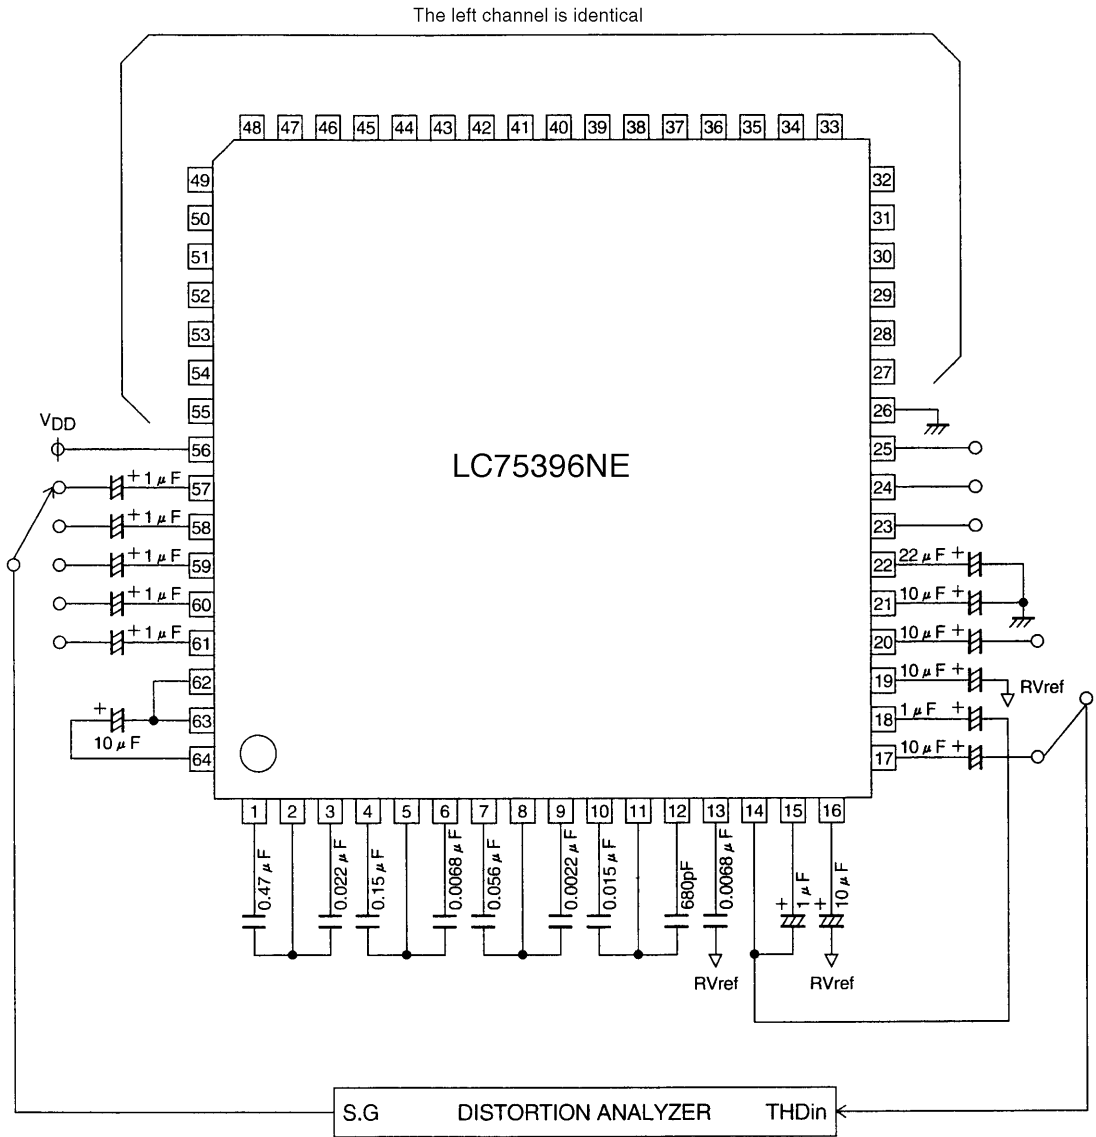 The left channel is identical
48 47 46 45 44 43 42 41 40 39 38 37 36 35 34 33
49 32
50 31
51 30
52 29
53 28
54 27
55 26
VDD 56 25
+ 1 μF 57 24
+ 1 μF 58 23
+ 1 μF 59 22 22 μF +
+ 1 μF 60 21 10 μF +
+ 1 μF 61 20 10 μF +
62 19 10 μF + RVref
+ 10 μF 63 18 1 μF +
64 17 10 μF +
LC75396NE
1 2 3 4 5 6 7 8 9 10 11 12 13 14 15 16
0.47 μF 0.022 μF 0.15 μF 0.0068 μF 0.056 μF 0.0022 μF 0.015 μF 680pF 0.0068 μF + 1 μF + 10 μF
RVref RVref
S.G DISTORTION ANALYZER THDin